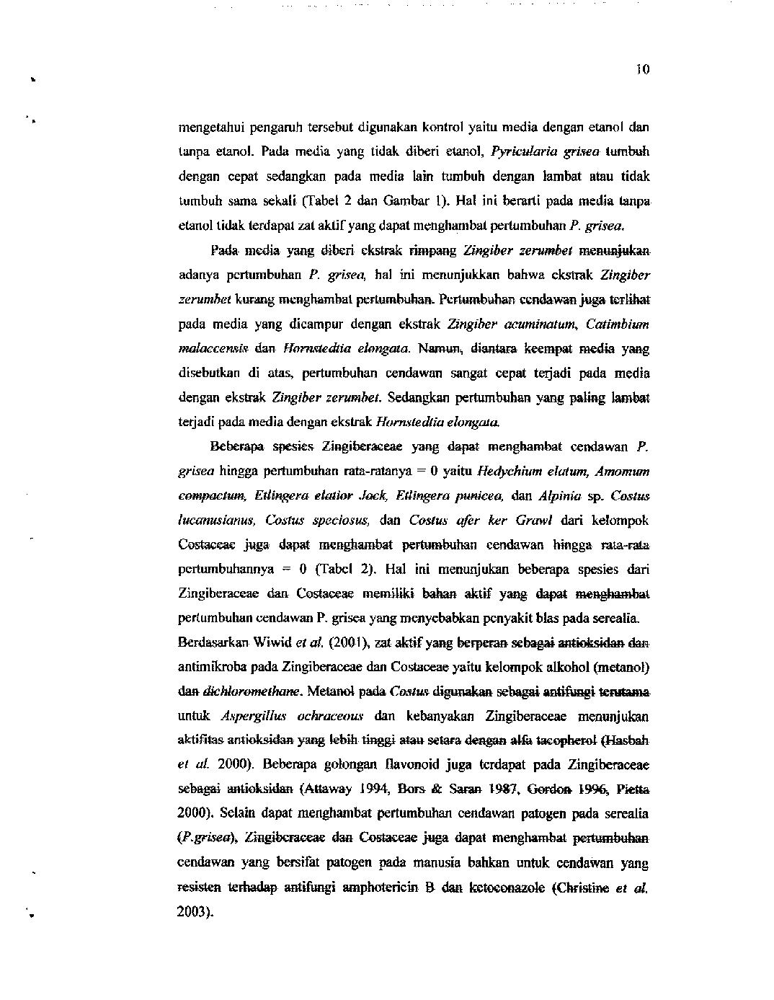 10
mengetahui pengaruh tersebut digunakan kontrol yaitu media dengan etanol dan
tanpa etanol. Pada media yang tidak diberi etanol, Pyricularia grisea tumbuh
dengan cepat sedangkan pada media lain tumbuh dengan lambat atau tidak
tumbuh sama sekali (Tabel 2 dan Gambar 1). Hal ini berarti pada media tanpa
etanol tidak terdapat zat aktif yang dapat menghambat pertumbuhan P. grisea.
Pada media yang diberi ekstrak rimpang Zingiber zerumbet menunjukan
adanya pertumbuhan P. grisea, hal ini menunjukkan bahwa ekstrak Zingiber
zerumbet kurang menghambat pertumbuhan. Pertumbuhan cendawan juga terlihat
pada media yang dicampur dengan ekstrak Zingiber acuminatum, Catimbium
malaccensis dan Hornstedtia elongata. Namun, diantara keempat media yang
disebutkan di atas, pertumbuhan cendawan sangat cepat terjadi pada media
dengan ekstrak Zingiber zerumbet. Sedangkan pertumbuhan yang paling lambat
terjadi pada media dengan ekstrak Hornstedtia elongata.
Beberapa spesies Zingiberaceae yang dapat menghambat cendawan P.
grisea hingga pertumbuhan rata-ratanya = 0 yaitu Hedychium elatum, Amomum
compactum, Etlingera elatior Jack, Etlingera punicea, dan Alpinia sp. Costus
lucanusianus, Costus speciosus, dan Costus afer ker Grawl dari kelompok
Costaceae juga dapat menghambat pertumbuhan cendawan hingga rata-rata
pertumbuhannya = 0 (Tabel 2). Hal ini menunjukan beberapa spesies dari
Zingiberaceae dan Costaceae memiliki bahan aktif yang dapat menghambat
pertumbuhan cendawan P. grisea yang menyebabkan penyakit blas pada serealia.
Berdasarkan Wiwid et al. (2001), zat aktif yang berperan sebagai antioksidan dan
antimikroba pada Zingiberaceae dan Costaceae yaitu kelompok alkohol (metanol)
dan dichloromethane. Metanol pada Costus digunakan sebagai antifungi terutama
untuk Aspergillus ochraceous dan kebanyakan Zingiberaceae menunjukan
aktifitas antioksidan yang lebih tinggi atau setara dengan alfa tacopherol (Hasbah
et al. 2000). Beberapa golongan flavonoid juga terdapat pada Zingiberaceae
sebagai antioksidan (Attaway 1994, Bors & Saran 1987, Gordon 1996, Pietta
2000). Selain dapat menghambat pertumbuhan cendawan patogen pada serealia
(P.grisea), Zingiberaceae dan Costaceae juga dapat menghambat pertumbuhan
cendawan yang bersifat patogen pada manusia bahkan untuk cendawan yang
resisten terhadap antifungi amphotericin B dan ketoconazole (Christine et al.
2003).